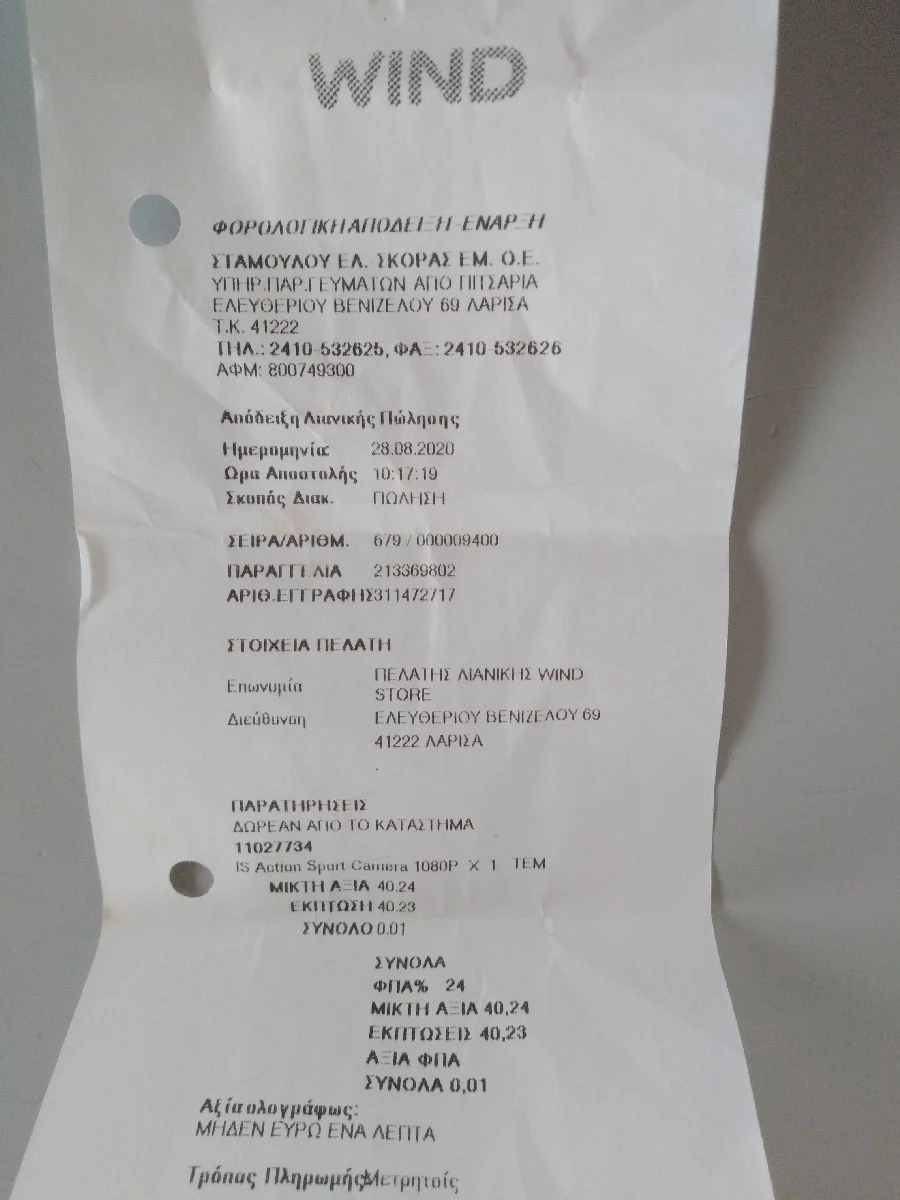 WIND
ΦΟΡΟΛΟΓΙΚΗ ΑΠΟΔΕΙΞΗ-ΕΝΑΡΞΗ
ΣΤΑΜΟΥΛΟΥ ΕΛ. ΣΚΟΡΑΣ ΕΜ. Ο.Ε.
ΥΠΗΡ.ΠΑΡ.ΓΕΥΜΑΤΩΝ ΑΠΟ ΠΙΤΣΑΡΙΑ
ΕΛΕΥΘΕΡΙΟΥ ΒΕΝΙΖΕΛΟΥ 69 ΛΑΡΙΣΑ
Τ.Κ. 41222
ΤΗΛ.: 2410-532625, ΦΑΞ: 2410-532626
ΑΦΜ: 800749300
Απόδειξη Λιανικής Πώλησης
Ημερομηνία: 28.08.2020
Ώρα Αποστολής 10:17:19
Σκοπός Διακ. ΠΩΛΗΣΗ
ΣΕΙΡΑ/ΑΡΙΘΜ. 679 / 000009400
ΠΑΡΑΓΓΕΛΙΑ 213369802
ΑΡΙΘ.ΕΓΓΡΑΦΗΣ 311472717
ΣΤΟΙΧΕΙΑ ΠΕΛΑΤΗ
Επωνυμία ΠΕΛΑΤΗΣ ΛΙΑΝΙΚΗΣ WIND
STORE
Διεύθυνση ΕΛΕΥΘΕΡΙΟΥ ΒΕΝΙΖΕΛΟΥ 69
41222 ΛΑΡΙΣΑ
.
ΠΑΡΑΤΗΡΗΣΕΙΣ
ΔΩΡΕΑΝ ΑΠΟ ΤΟ ΚΑΤΑΣΤΗΜΑ
11027734
IS Action Sport Camera 1080P X 1 ΤΕΜ
ΜΙΚΤΗ ΑΞΙΑ 40.24
ΕΚΠΤΩΣΗ 40.23
ΣΥΝΟΛΟ 0.01
ΣΥΝΟΛΑ
ΦΠΑ% 24
ΜΙΚΤΗ ΑΞΙΑ 40,24
ΕΚΠΤΩΣΕΙΣ 40,23
ΑΞΙΑ ΦΠΑ
ΣΥΝΟΛΑ 0,01
Αξία ολογράφως:
ΜΗΔΕΝ ΕΥΡΩ ΕΝΑ ΛΕΠΤΑ
Τρόπος Πληρωμής Μετρητοίς